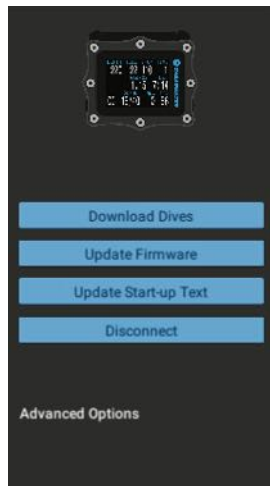 Download Dives
Update Firmware
Update Start-up Text
Disconnect
Advanced Options